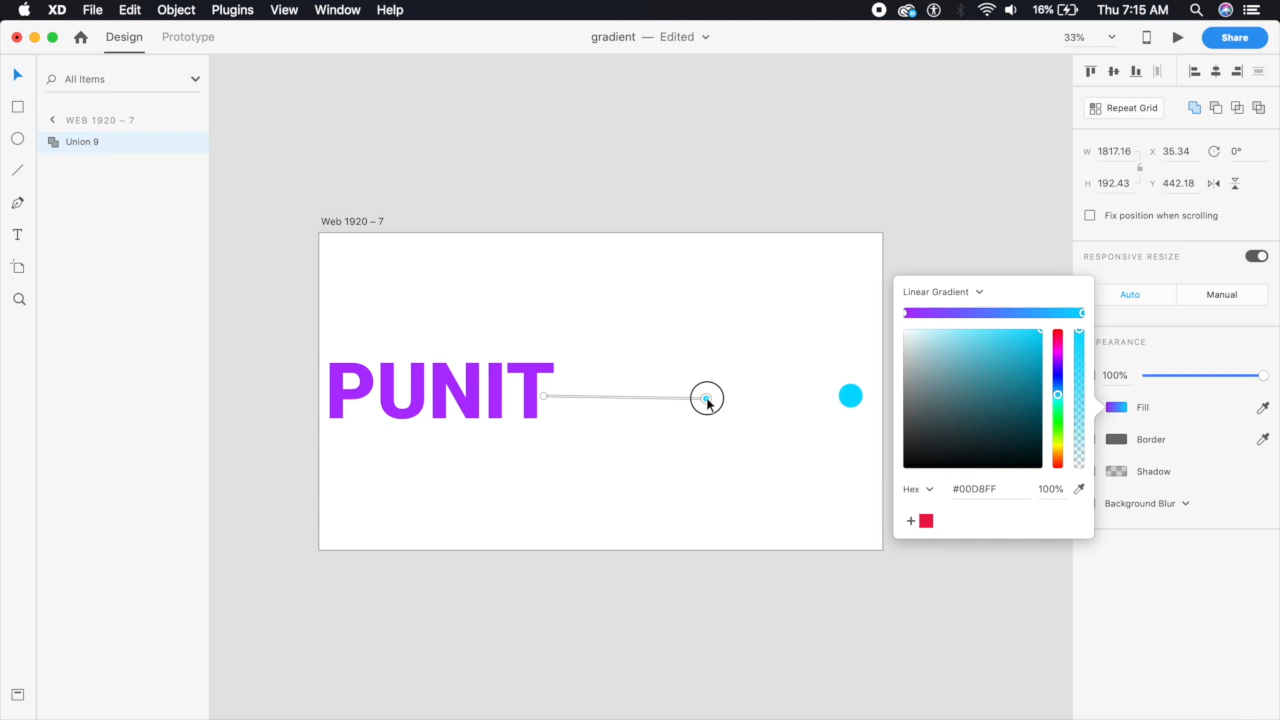 XD File Edit Object Plugins View Window Help 16% Thu 7:15 AM
Design Prototype gradient — Edited 33% Share
All Items
WEB 1920 – 7
Union 9
Web 1920 – 7
PUNIT
Linear Gradient
Hex #00D8FF 100%
Repeat Grid
W 1817.16 X 35.34 0°
H 192.43 Y 442.18
Fix position when scrolling
RESPONSIVE RESIZE
Auto Manual
PEARANCE
100%
Fill
Border
Shadow
Background Blur